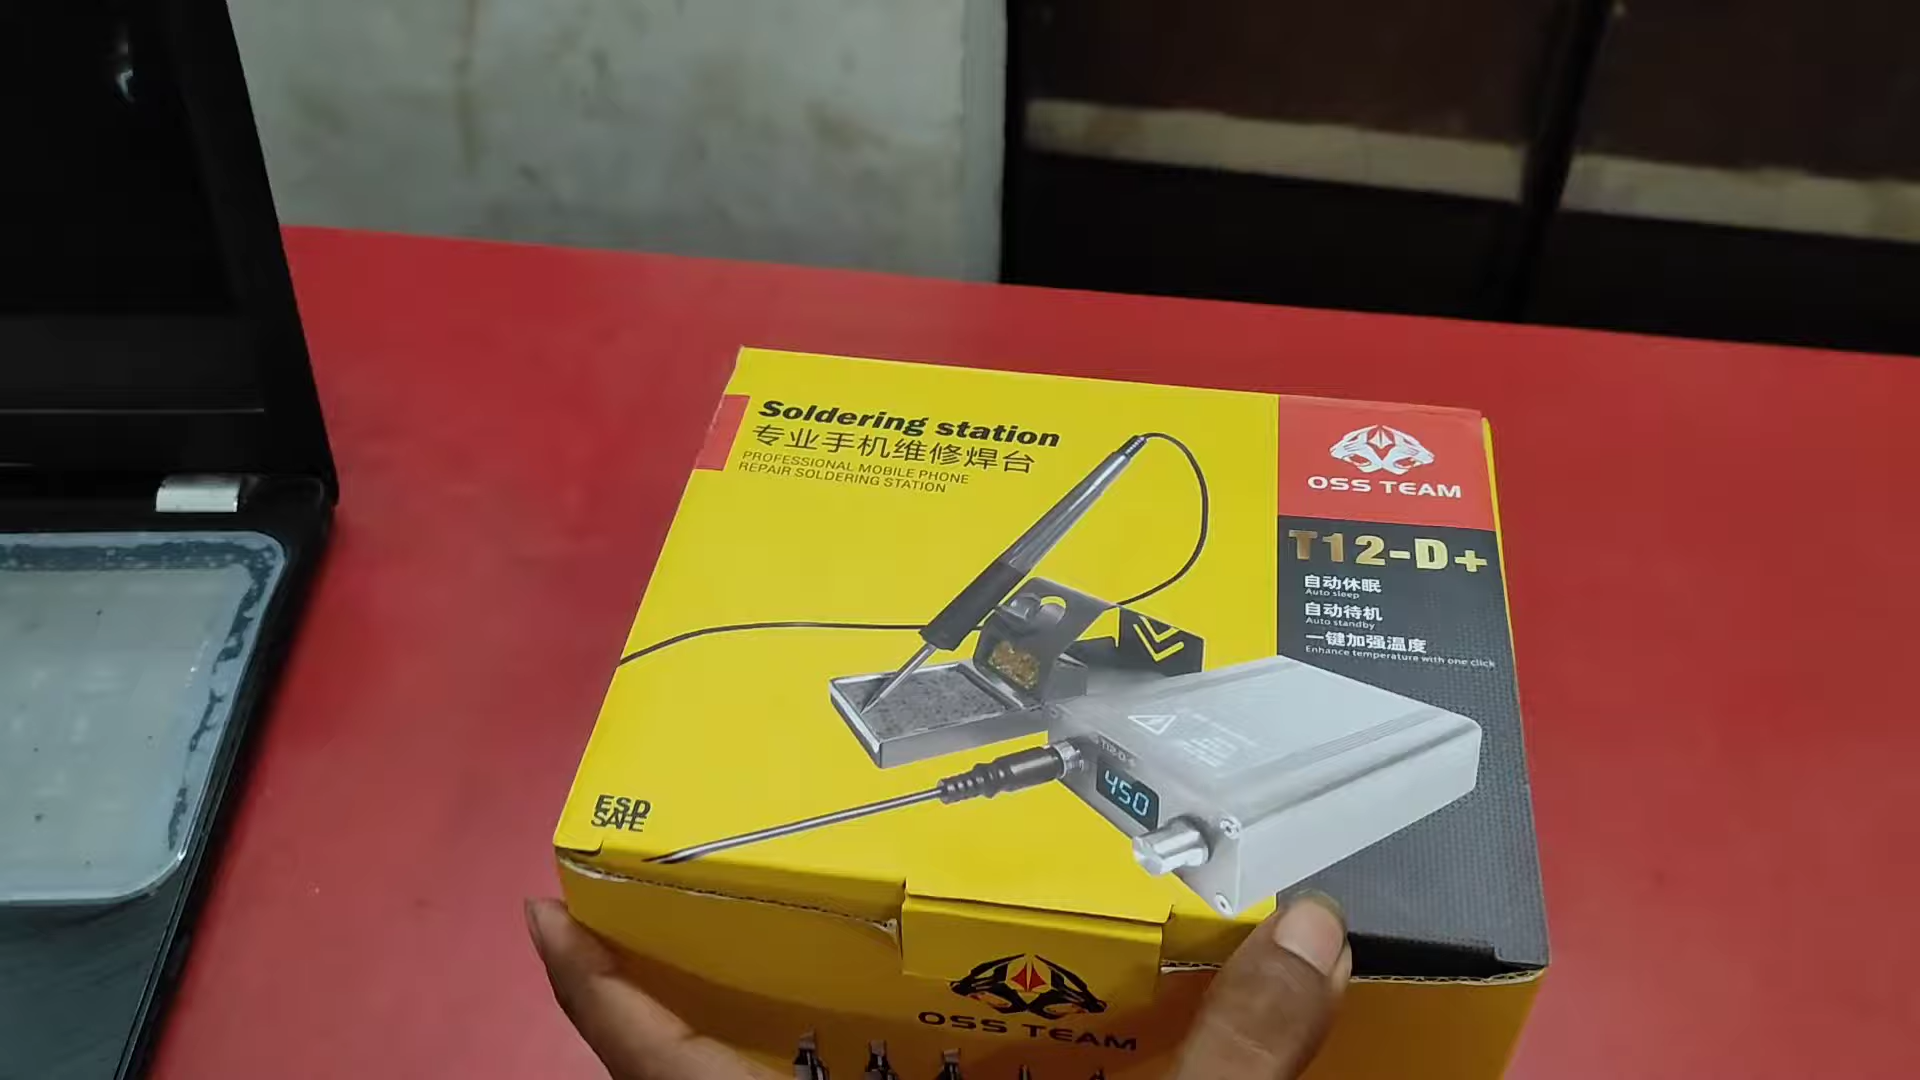 Soldering station
专业手机维修焊台
PROFESSIONAL MOBILE PHONE
REPAIR SOLDERING STATION
OSS TEAM
T12-D+
自动休眠
Auto sleep
自动待机
Auto standby
一键加强温度
Enhance temperature with one click
T12-D+
450
ESD
SAFE
OSS TEAM